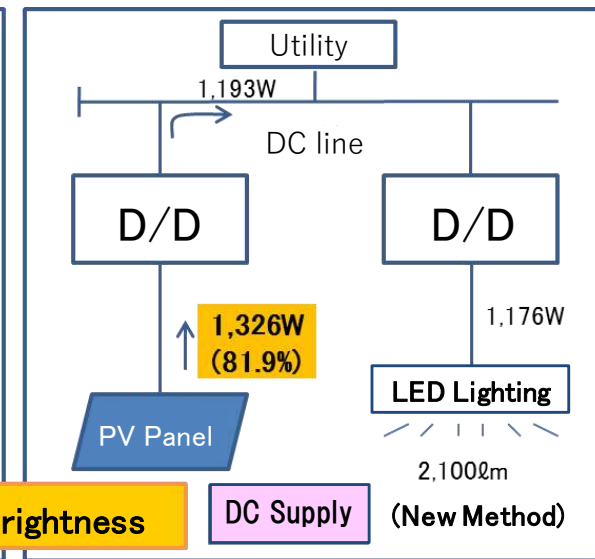 Utility
1,193W
DC line
D/D
D/D
1,326W
(81.9%)
1,176W
LED Lighting
PV Panel
2,100ℓm
rightness
DC Supply
(New Method)